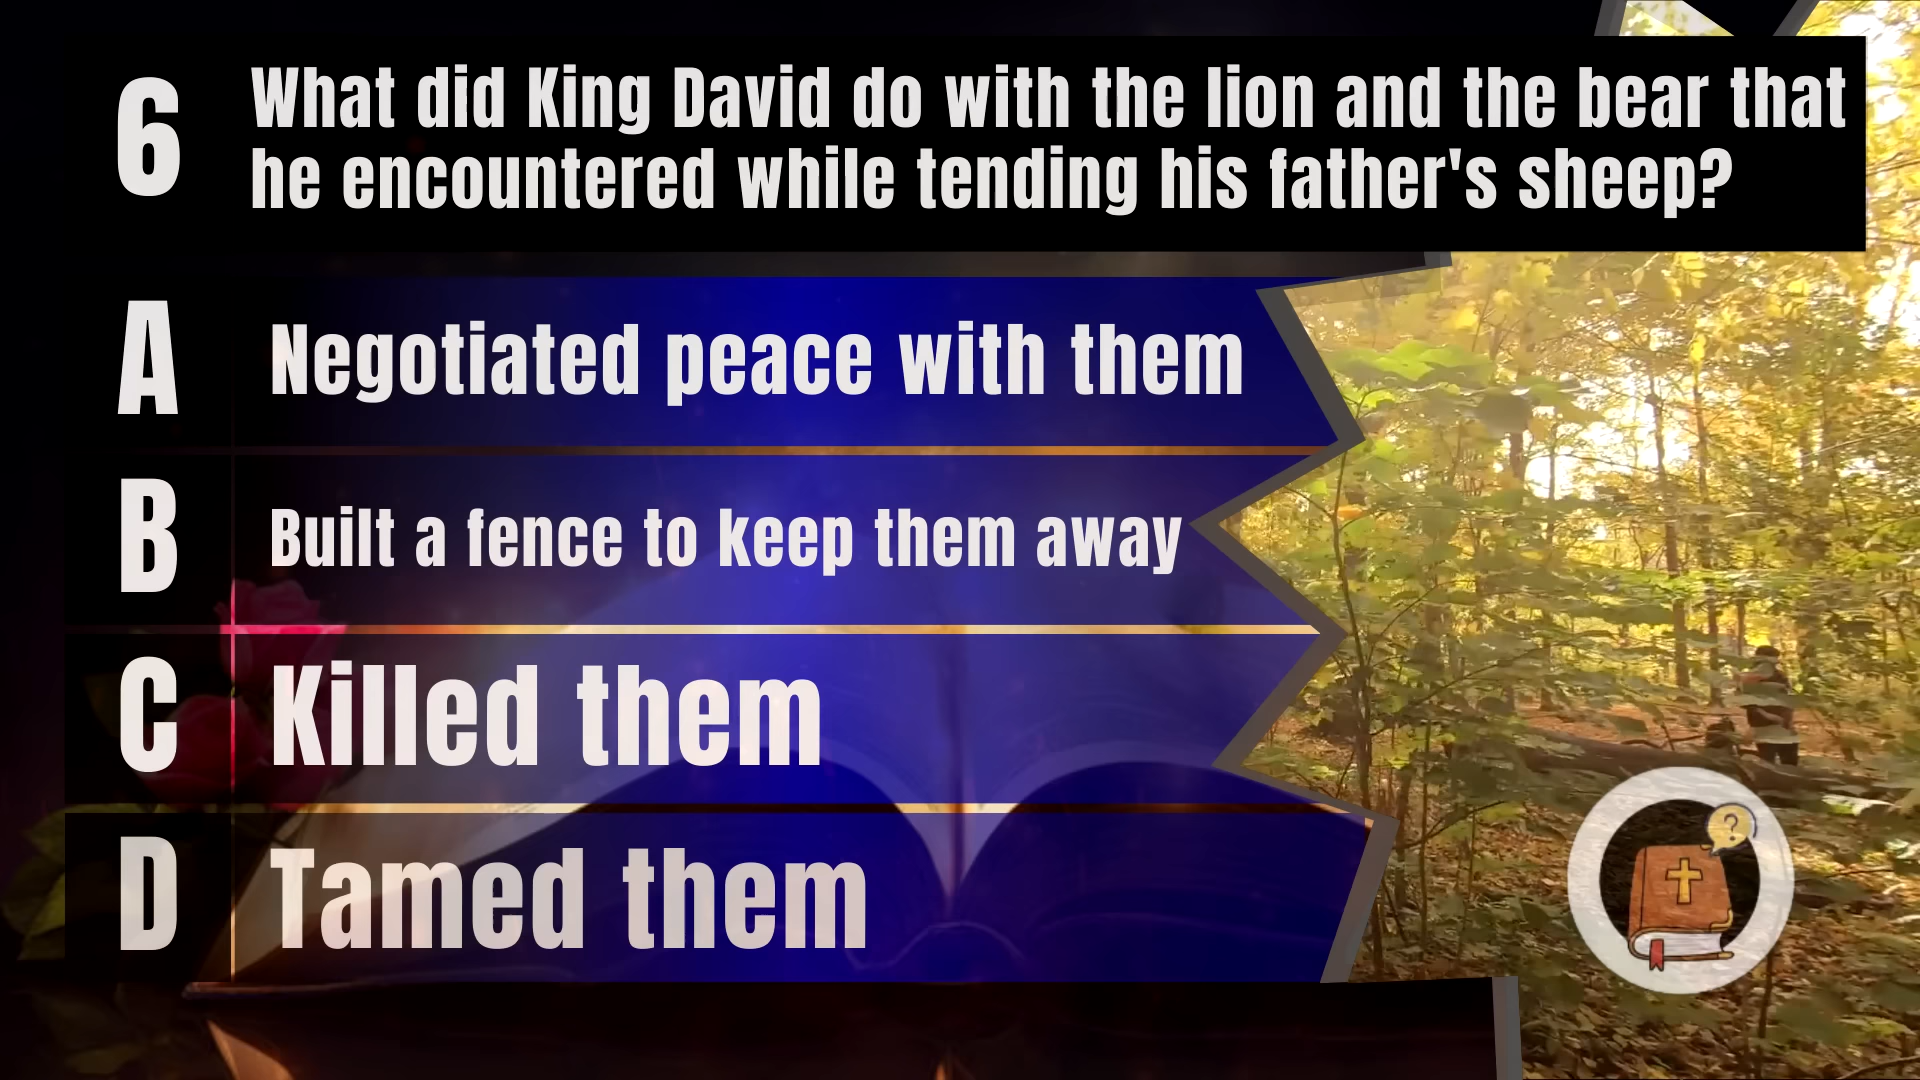 6
What did King David do with the lion and the bear that
he encountered while tending his father's sheep?
A
Negotiated peace with them
B
Built a fence to keep them away
C
Killed them
D
Tamed them
?